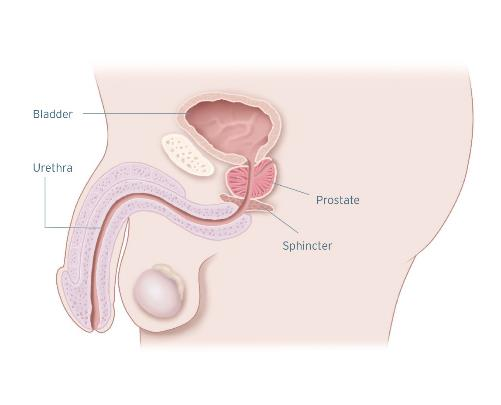 Bladder
Urethra
Prostate
Sphincter